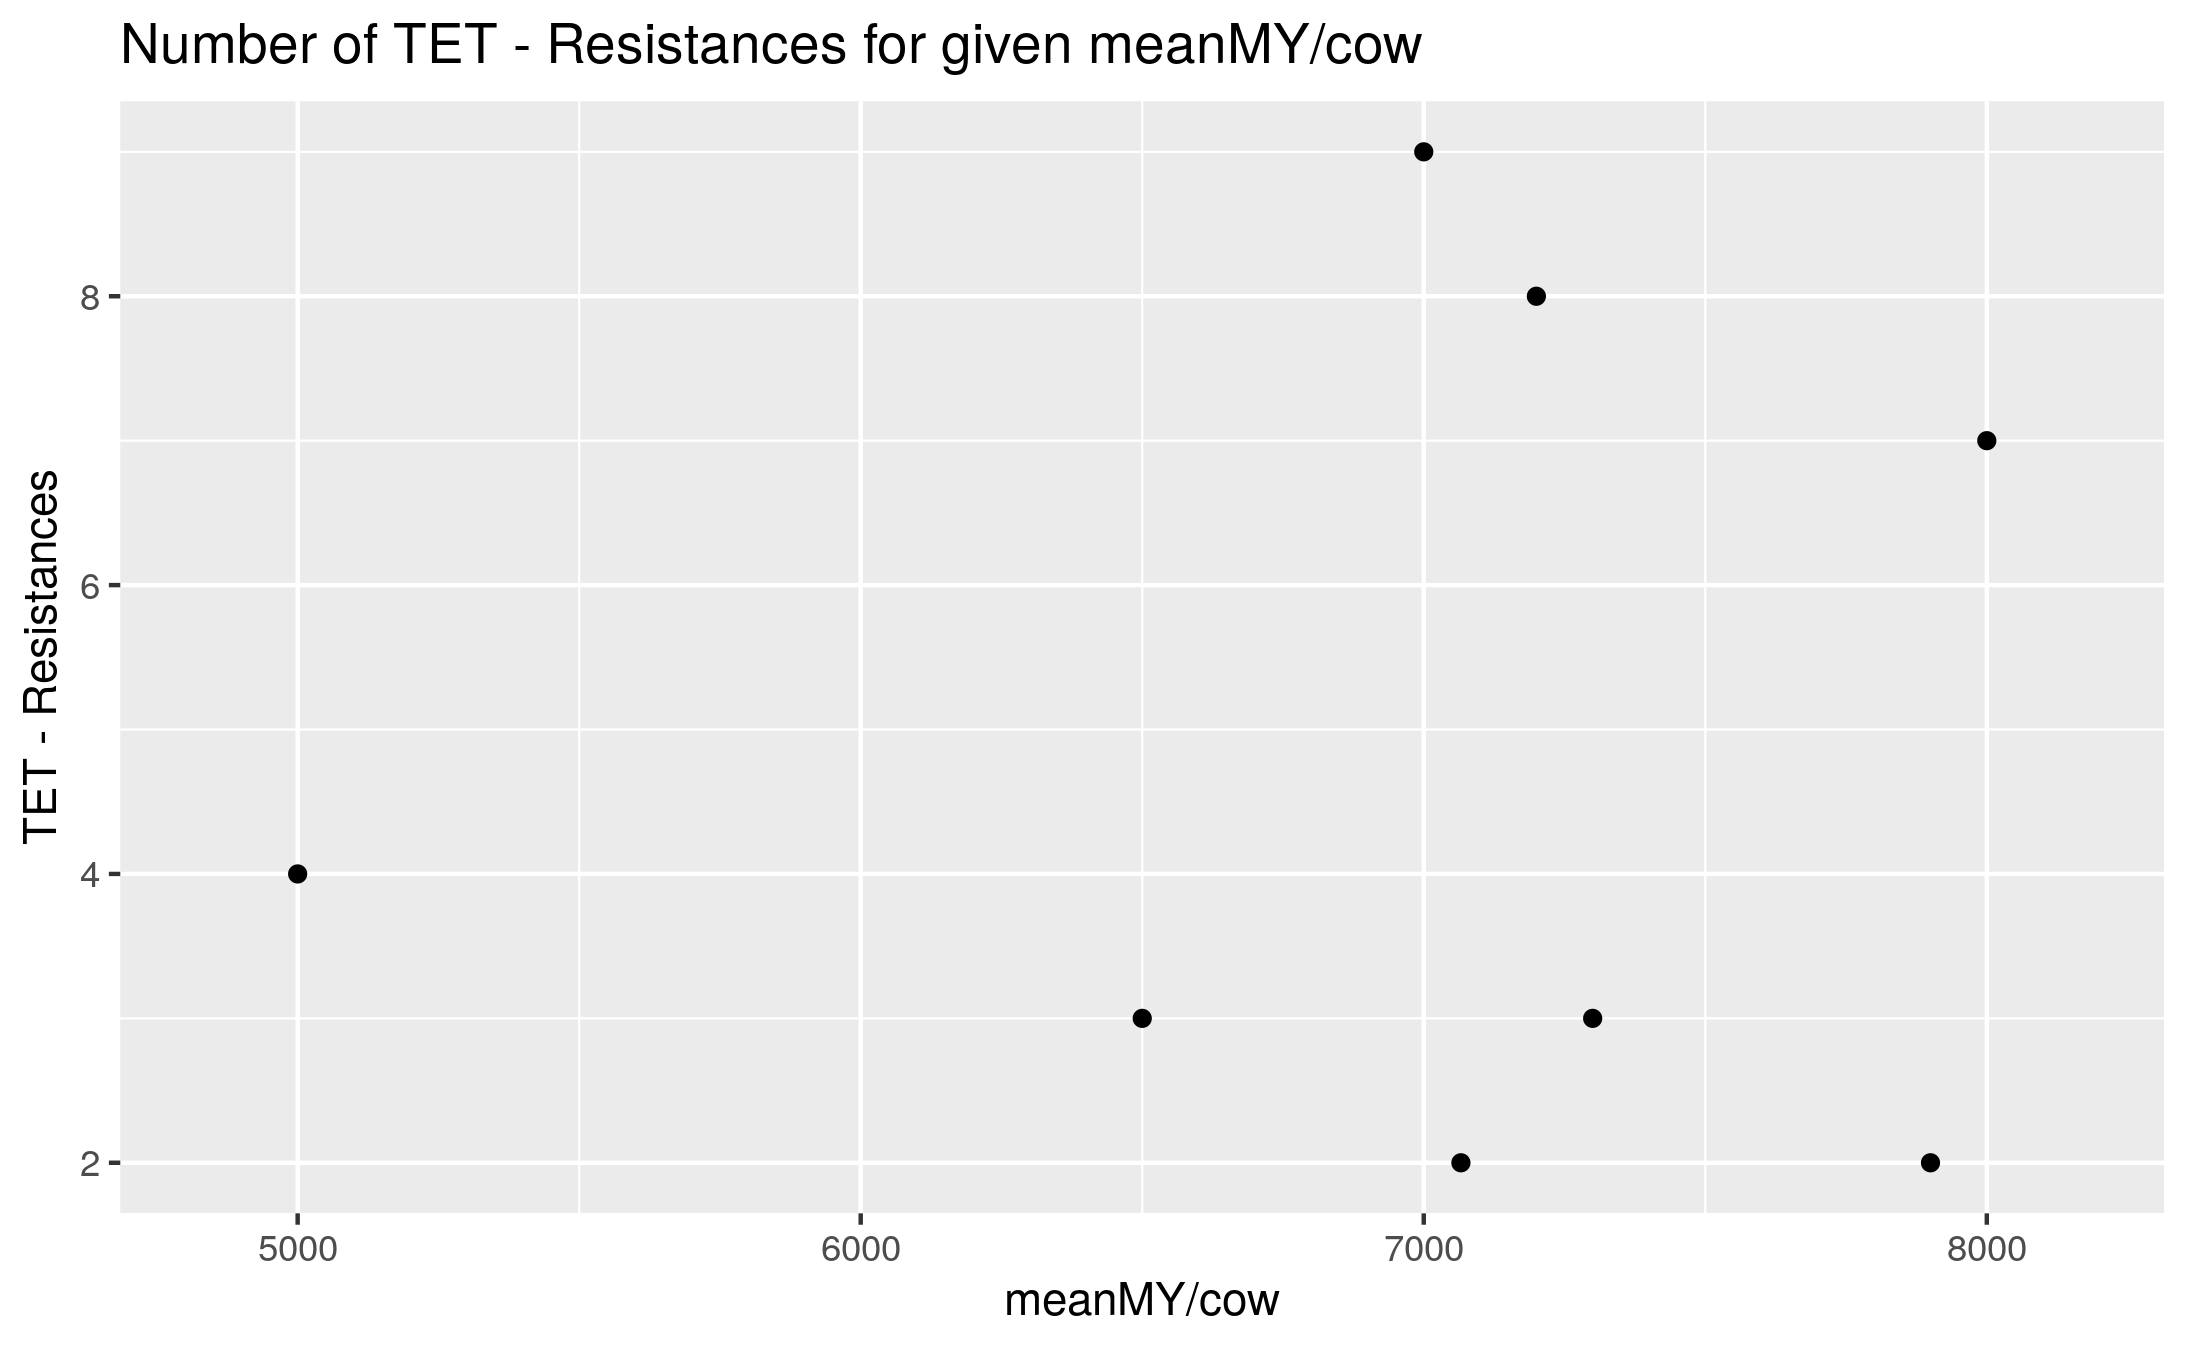 Number of TET - Resistances for given meanMY/cow
TET - Resistances
8
6
4
2
5000 6000 7000 8000
meanMY/cow